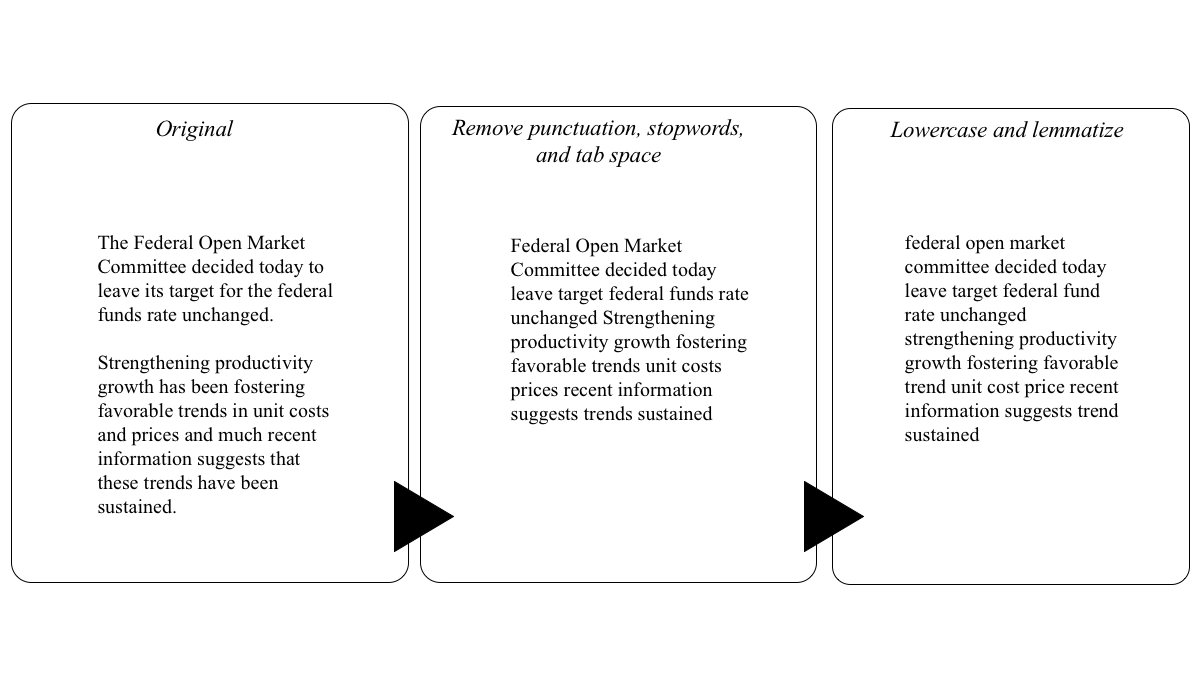 Original
The Federal Open Market
Committee decided today to
leave its target for the federal
funds rate unchanged.
Strengthening productivity
growth has been fostering
favorable trends in unit costs
and prices and much recent
information suggests that
these trends have been
sustained.
Remove punctuation, stopwords,
and tab space
Federal Open Market
Committee decided today
leave target federal funds rate
unchanged Strengthening
productivity growth fostering
favorable trends unit costs
prices recent information
suggests trends sustained
Lowercase and lemmatize
federal open market
committee decided today
leave target federal fund
rate unchanged
strengthening productivity
growth fostering favorable
trend unit cost price recent
information suggests trend
sustained